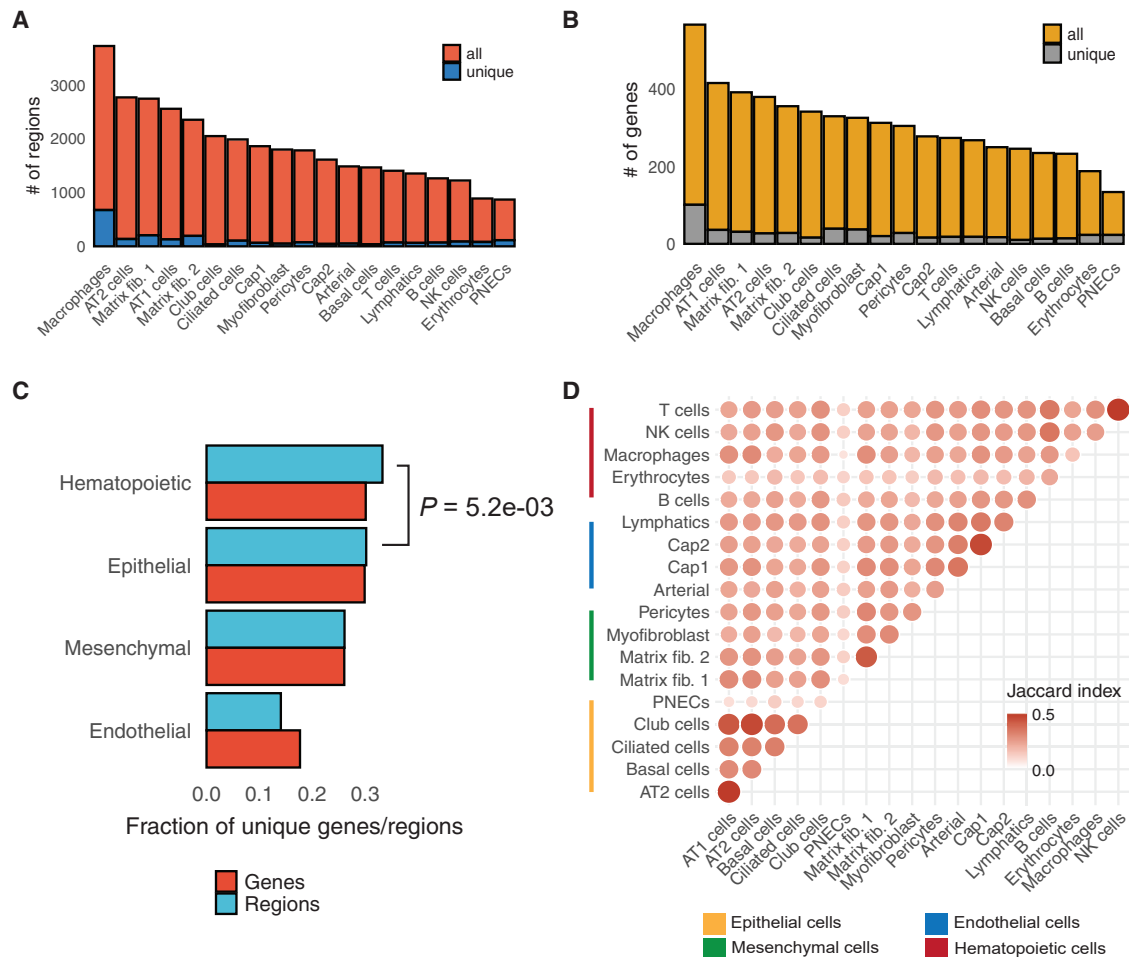 A
all
unique
# of regions
3000
2000
1000
0
Macrophages
AT2 cells
Matrix fib. 1
AT1 cells
Matrix fib. 2
Club cells
Ciliated cells
Cap1
Myofibroblast
Pericytes
Cap2
Arterial
Basal cells
T cells
Lymphatics
B cells
NK cells
Erythrocytes
PNECs
B
all
unique
# of genes
400
200
0
Macrophages
AT1 cells
Matrix fib. 1
AT2 cells
Matrix fib. 2
Club cells
Ciliated cells
Myofibroblast
Cap1
Pericytes
Cap2
T cells
Lymphatics
Arterial
NK cells
Basal cells
B cells
Erythrocytes
PNECs
C
Hematopoietic
Epithelial
Mesenchymal
Endothelial
P = 5.2e-03
0.0 0.1 0.2 0.3
Fraction of unique genes/regions
Genes
Regions
D
T cells
NK cells
Macrophages
Erythrocytes
B cells
Lymphatics
Cap2
Cap1
Arterial
Pericytes
Myofibroblast
Matrix fib. 2
Matrix fib. 1
PNECs
Club cells
Ciliated cells
Basal cells
AT2 cells
Jaccard index
0.5
0.0
AT1 cells
AT2 cells
Basal cells
Ciliated cells
Club cells
PNECs
Matrix fib. 1
Matrix fib. 2
Myofibroblast
Pericytes
Arterial
Cap1
Cap2
Lymphatics
B cells
Erythrocytes
Macrophages
NK cells
Epithelial cells
Mesenchymal cells
Endothelial cells
Hematopoietic cells